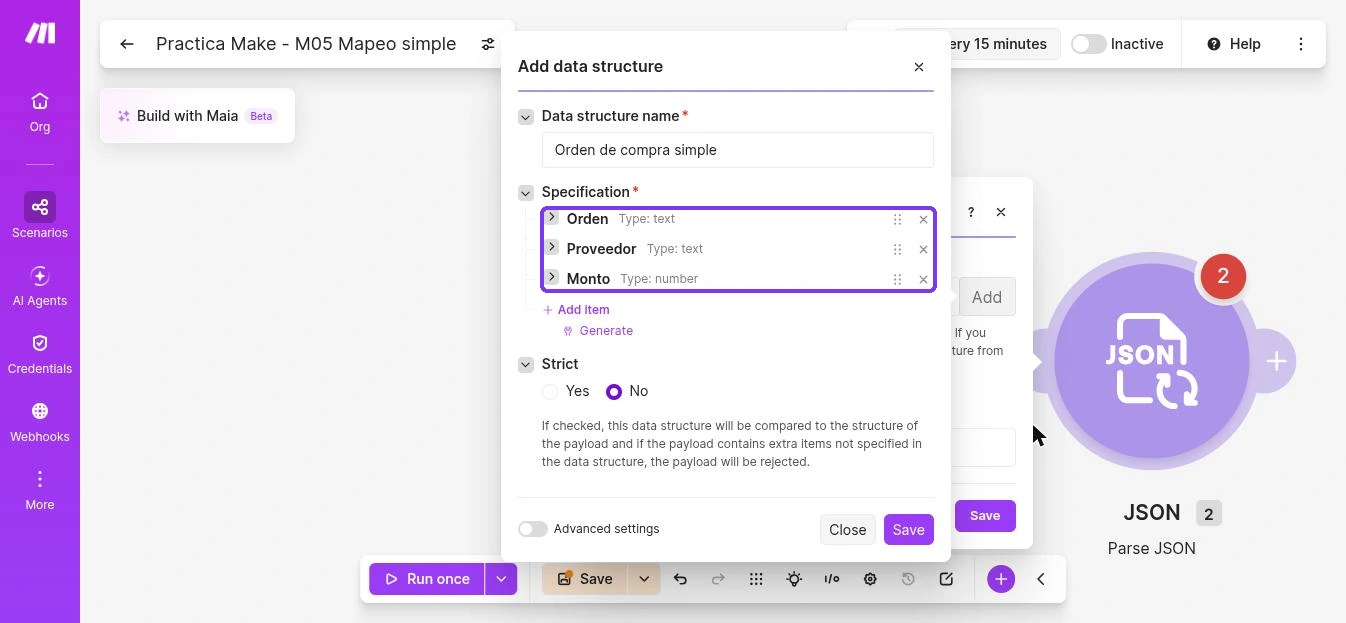 Practica Make - M05 Mapeo simple
ery 15 minutes
Inactive
Help
Build with Maia Beta
Org
Scenarios
AI Agents
Credentials
Webhooks
More
Add data structure
Data structure name*
Orden de compra simple
Specification*
Orden Type: text
Proveedor Type: text
Monto Type: number
Add item
Generate
Strict
Yes No
If checked, this data structure will be compared to the structure of
the payload and if the payload contains extra items not specified in
the data structure, the payload will be rejected.
Advanced settings
Close
Save
?
Add
If you
ture from
Save
2
JSON
JSON 2
Parse JSON
Run once
Save